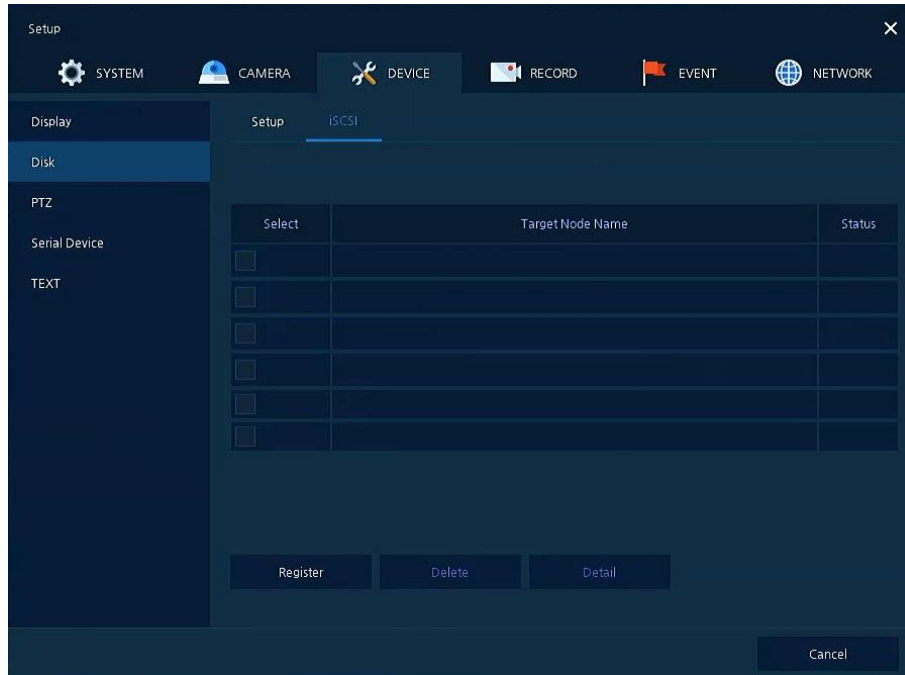 Setup
SYSTEM CAMERA DEVICE RECORD EVENT NETWORK
Display
Disk
PTZ
Serial Device
TEXT
Setup iSCSI
Select Target Node Name Status
Register Delete Detail
Cancel